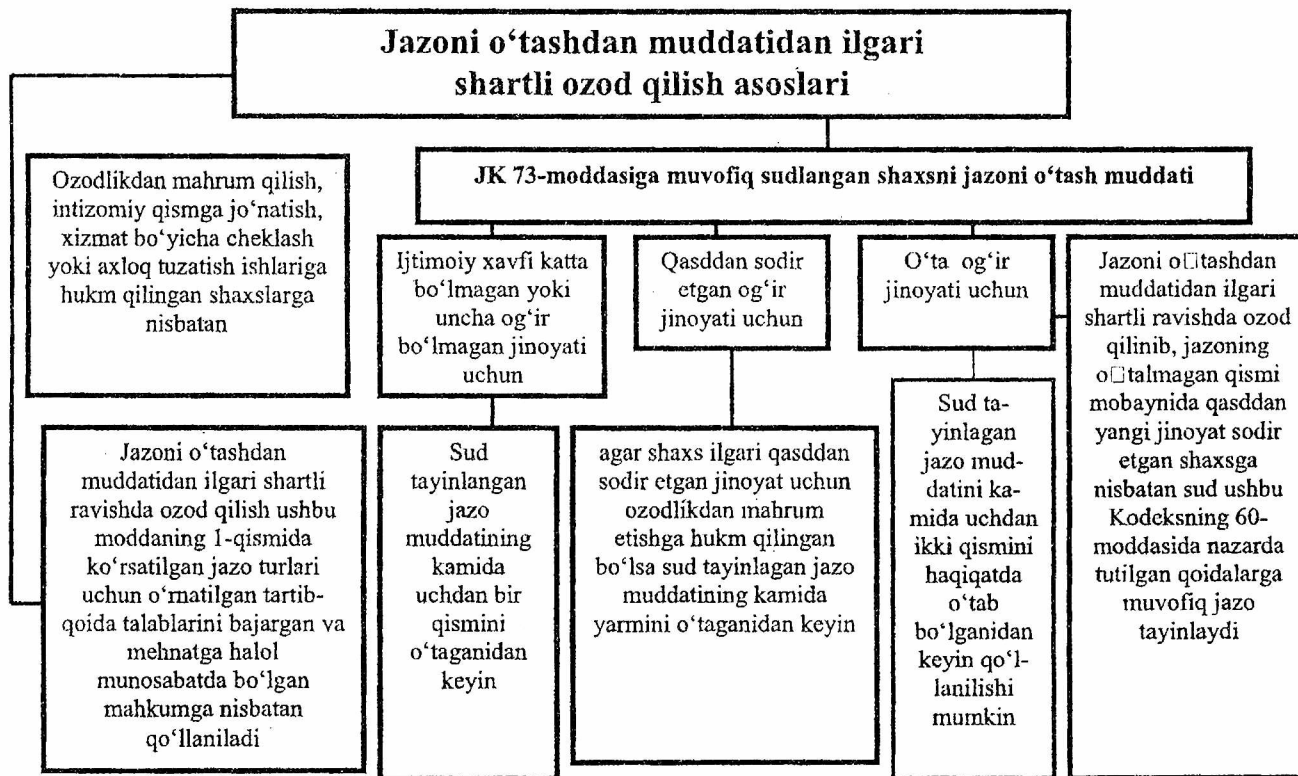 Jazoni o‘tashdan muddatidan ilgari
shartli ozod qilish asoslari
Ozodlikdan mahrum qilish,
intizomiy qismga jo‘natish,
xizmat bo‘yicha cheklash
yoki axloq tuzatish ishlariga
hukm qilingan shaxslarga
nisbatan
Jazoni o‘tashdan
muddatidan ilgari shartli
ravishda ozod qilish ushbu
moddaning 1-qismida
ko‘rsatilgan jazo turlari
uchun o‘rnatilgan tartib-
qoida talablarini bajargan va
mehnatga halol
munosabatda bo‘lgan
mahkumga nisbatan
qo‘llaniladi
JK 73-moddasiga muvofiq sudlangan shaxsni jazoni o‘tash muddati
Ijtimoiy xavfi katta
bo‘lmagan yoki
uncha og‘ir
bo‘lmagan jinoyati
uchun
Sud
tayinlangan
jazo
muddatining
kamida
uchdan bir
qismini
o‘taganidan
keyin
Qasddan sodir
etgan og‘ir
jinoyati uchun
agar shaxs ilgari qasddan
sodir etgan jinoyat uchun
ozodlikdan mahrum
etishga hukm qilingan
bo‘lsa sud tayinlagan jazo
muddatining kamida
yarmini o‘taganidan keyin
O‘ta og‘ir
jinoyati uchun
Sud ta-
yinlagan
jazo mud-
datini ka-
mida uchdan
ikki qismini
haqiqatda
o‘tab
bo‘lganidan
keyin qo‘l-
lanilishi
mumkin
Jazoni o□tashdan
muddatidan ilgari
shartli ravishda ozod
qilinib, jazoning
o□talmagan qismi
mobaynida qasddan
yangi jinoyat sodir
etgan shaxsga
nisbatan sud ushbu
Kodeksning 60-
moddasida nazarda
tutilgan qoidalarga
muvofiq jazo
tayinlaydi